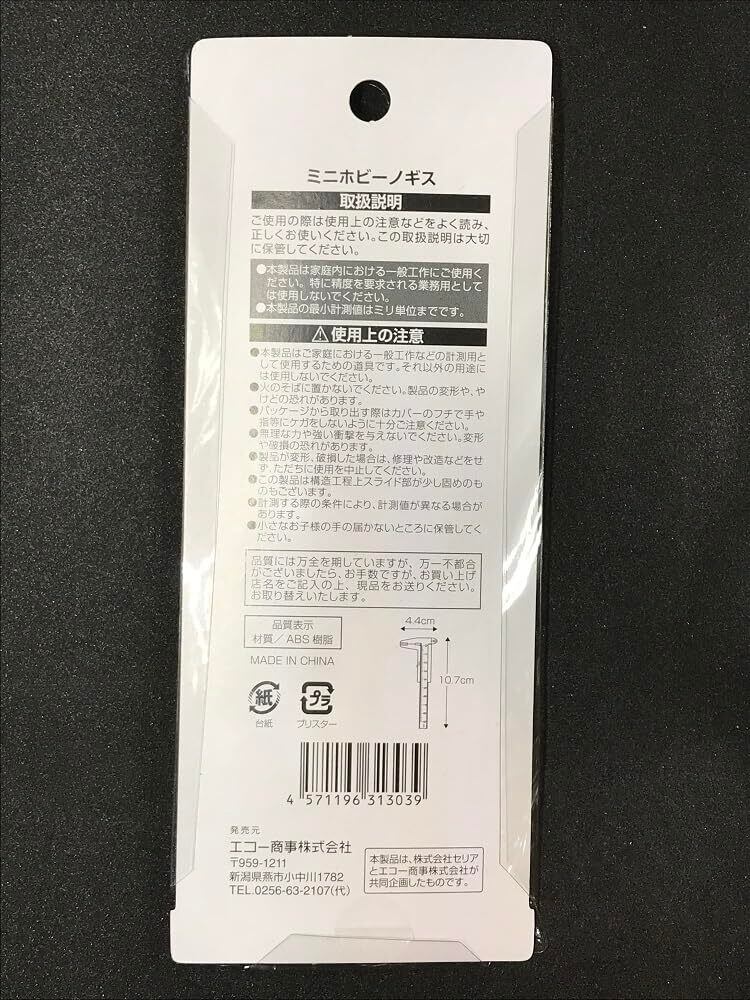 ミニホビーノギス
取扱説明
ご使用の際は使用上の注意などをよく読み、
正しくお使いください。この取扱説明は大切
に保管してください。
●本製品は家庭内における一般工作にご使用く
ださい。特に精度を要求される業務用として
は使用しないでください。
●本製品の最小計測値はミリ単位までです。
⚠使用上の注意
●本製品はご家庭における一般工作などの計測用と
して使用するための道具です。それ以外の用途に
は使用しないでください。
●火のそばに置かないでください。製品の変形や、や
けどの恐れがあります。
●パッケージから取り出す際はカバーのフチで手や
指等にケガをしないように十分ご注意ください。
●無理な力や強い衝撃を与えないでください。変形
や破損の恐れがあります。
●製品が変形、破損した場合は、修理や改造などをせ
ず、ただちに使用を中止してください。
●この製品は構造工程上スライド部が少し固めのも
のもございます。
●計測する際の条件により、計測値が異なる場合が
あります。
●小さなお子様の手の届かないところに保管してく
ださい。
品質には万全を期していますが、万一不都合
がございましたら、お手数ですが、お買い上げ
店名をご記入の上、現品をお送りください。
お取り替えいたします。
品質表示
材質／ABS樹脂
MADE IN CHINA
4.4cm
10.7cm
紙
台紙
プラ
ブリスター
4 571196 313039
発売元
エコー商事株式会社
〒959-1211
新潟県燕市小中川1782
TEL.0256-63-2107(代)
本製品は、株式会社セリア
とエコー商事株式会社が
共同企画したものです。